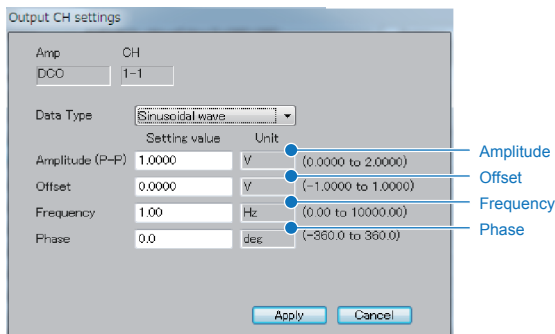 Output CH settings
Amp CH
DCO 1-1
Data Type Sinusoidal wave
Setting value Unit
Amplitude (P-P) 1.0000 V (0.0000 to 2.0000) Amplitude
Offset 0.0000 V (-1.0000 to 1.0000) Offset
Frequency 1.00 Hz (0.00 to 10000.00) Frequency
Phase 0.0 deg (-360.0 to 360.0) Phase
Apply Cancel